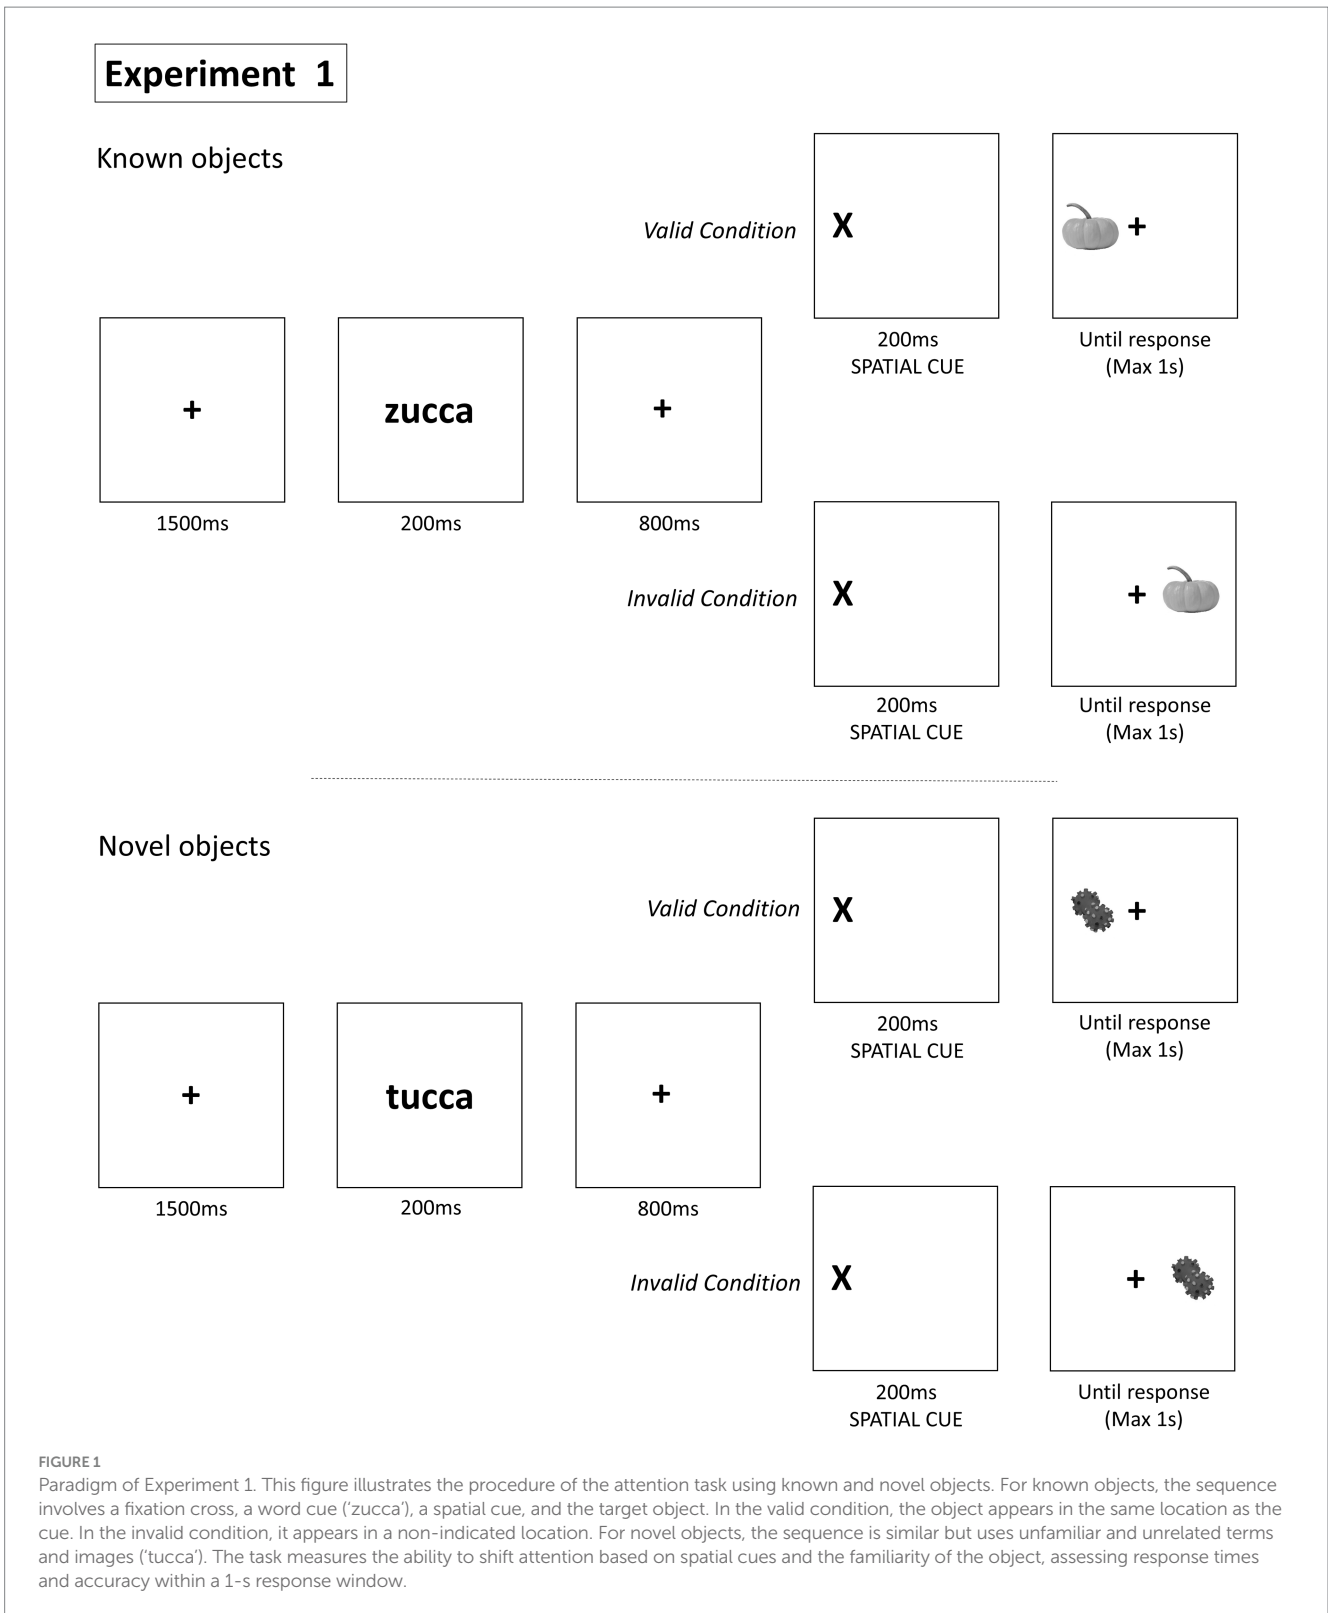 Experiment 1
Known objects
Valid Condition
X
+
200ms
SPATIAL CUE
Until response
(Max 1s)
+
zucca
+
1500ms
200ms
800ms
Invalid Condition
X
+
200ms
SPATIAL CUE
Until response
(Max 1s)
Novel objects
Valid Condition
X
+
200ms
SPATIAL CUE
Until response
(Max 1s)
+
tucca
+
1500ms
200ms
800ms
Invalid Condition
X
+
200ms
SPATIAL CUE
Until response
(Max 1s)
FIGURE 1
Paradigm of Experiment 1. This figure illustrates the procedure of the attention task using known and novel objects. For known objects, the sequence
involves a fixation cross, a word cue (‘zucca’), a spatial cue, and the target object. In the valid condition, the object appears in the same location as the
cue. In the invalid condition, it appears in a non-indicated location. For novel objects, the sequence is similar but uses unfamiliar and unrelated terms
and images (‘tucca’). The task measures the ability to shift attention based on spatial cues and the familiarity of the object, assessing response times
and accuracy within a 1-s response window.